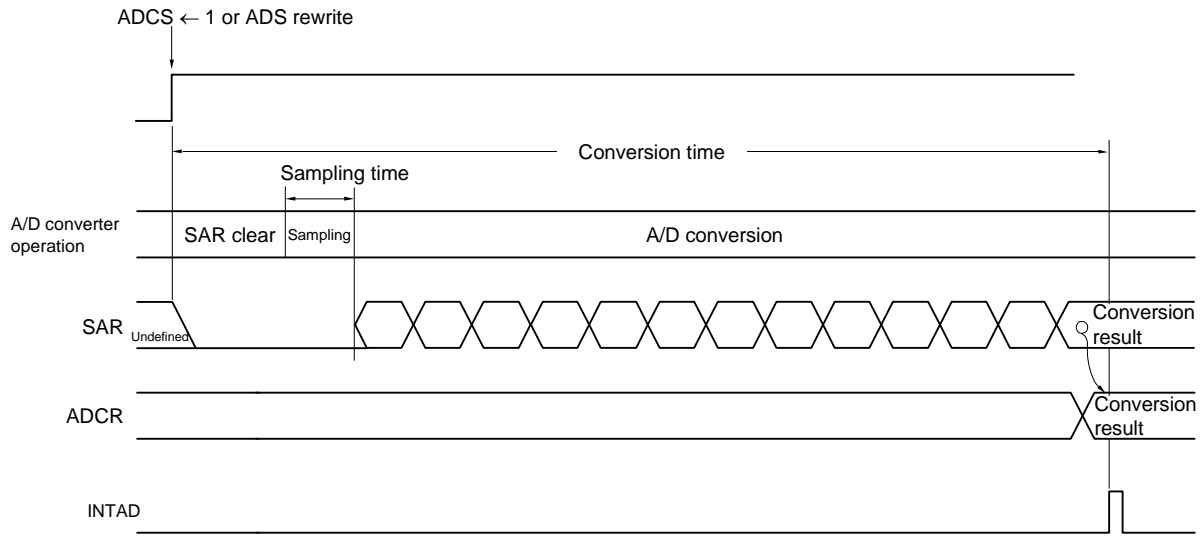 ADCS ← 1 or ADS rewrite
Conversion time
Sampling time
A/D converter
operation
SAR clear
Sampling
A/D conversion
SAR
Undefined
Conversion
result
ADCR
Conversion
result
INTAD